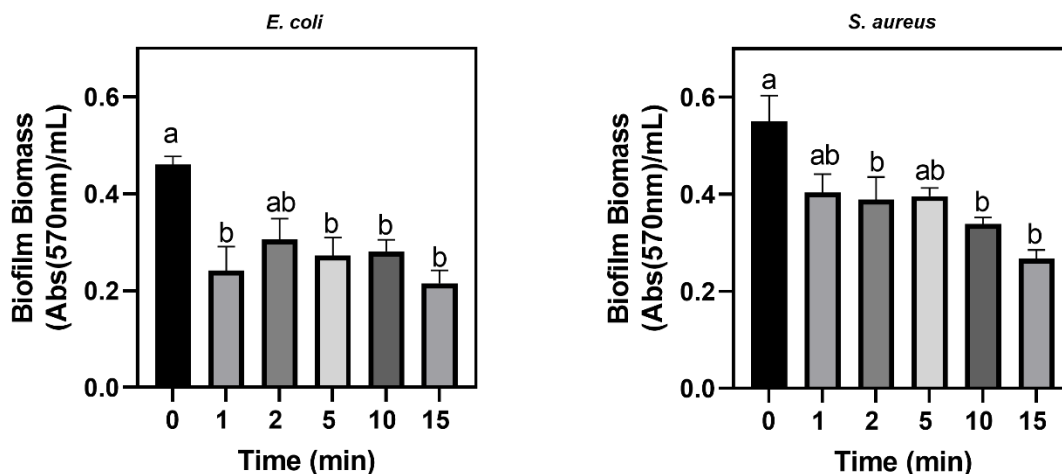 E. coli
Biofilm Biomass
(Abs(570nm)/mL)
0.6
0.4
0.2
0.0
a
b
ab
b
b
b
0 1 2 5 10 15
Time (min)
S. aureus
Biofilm Biomass
(Abs(570nm)/mL)
0.6
0.4
0.2
0.0
a
ab
b
ab
b
b
0 1 2 5 10 15
Time (min)